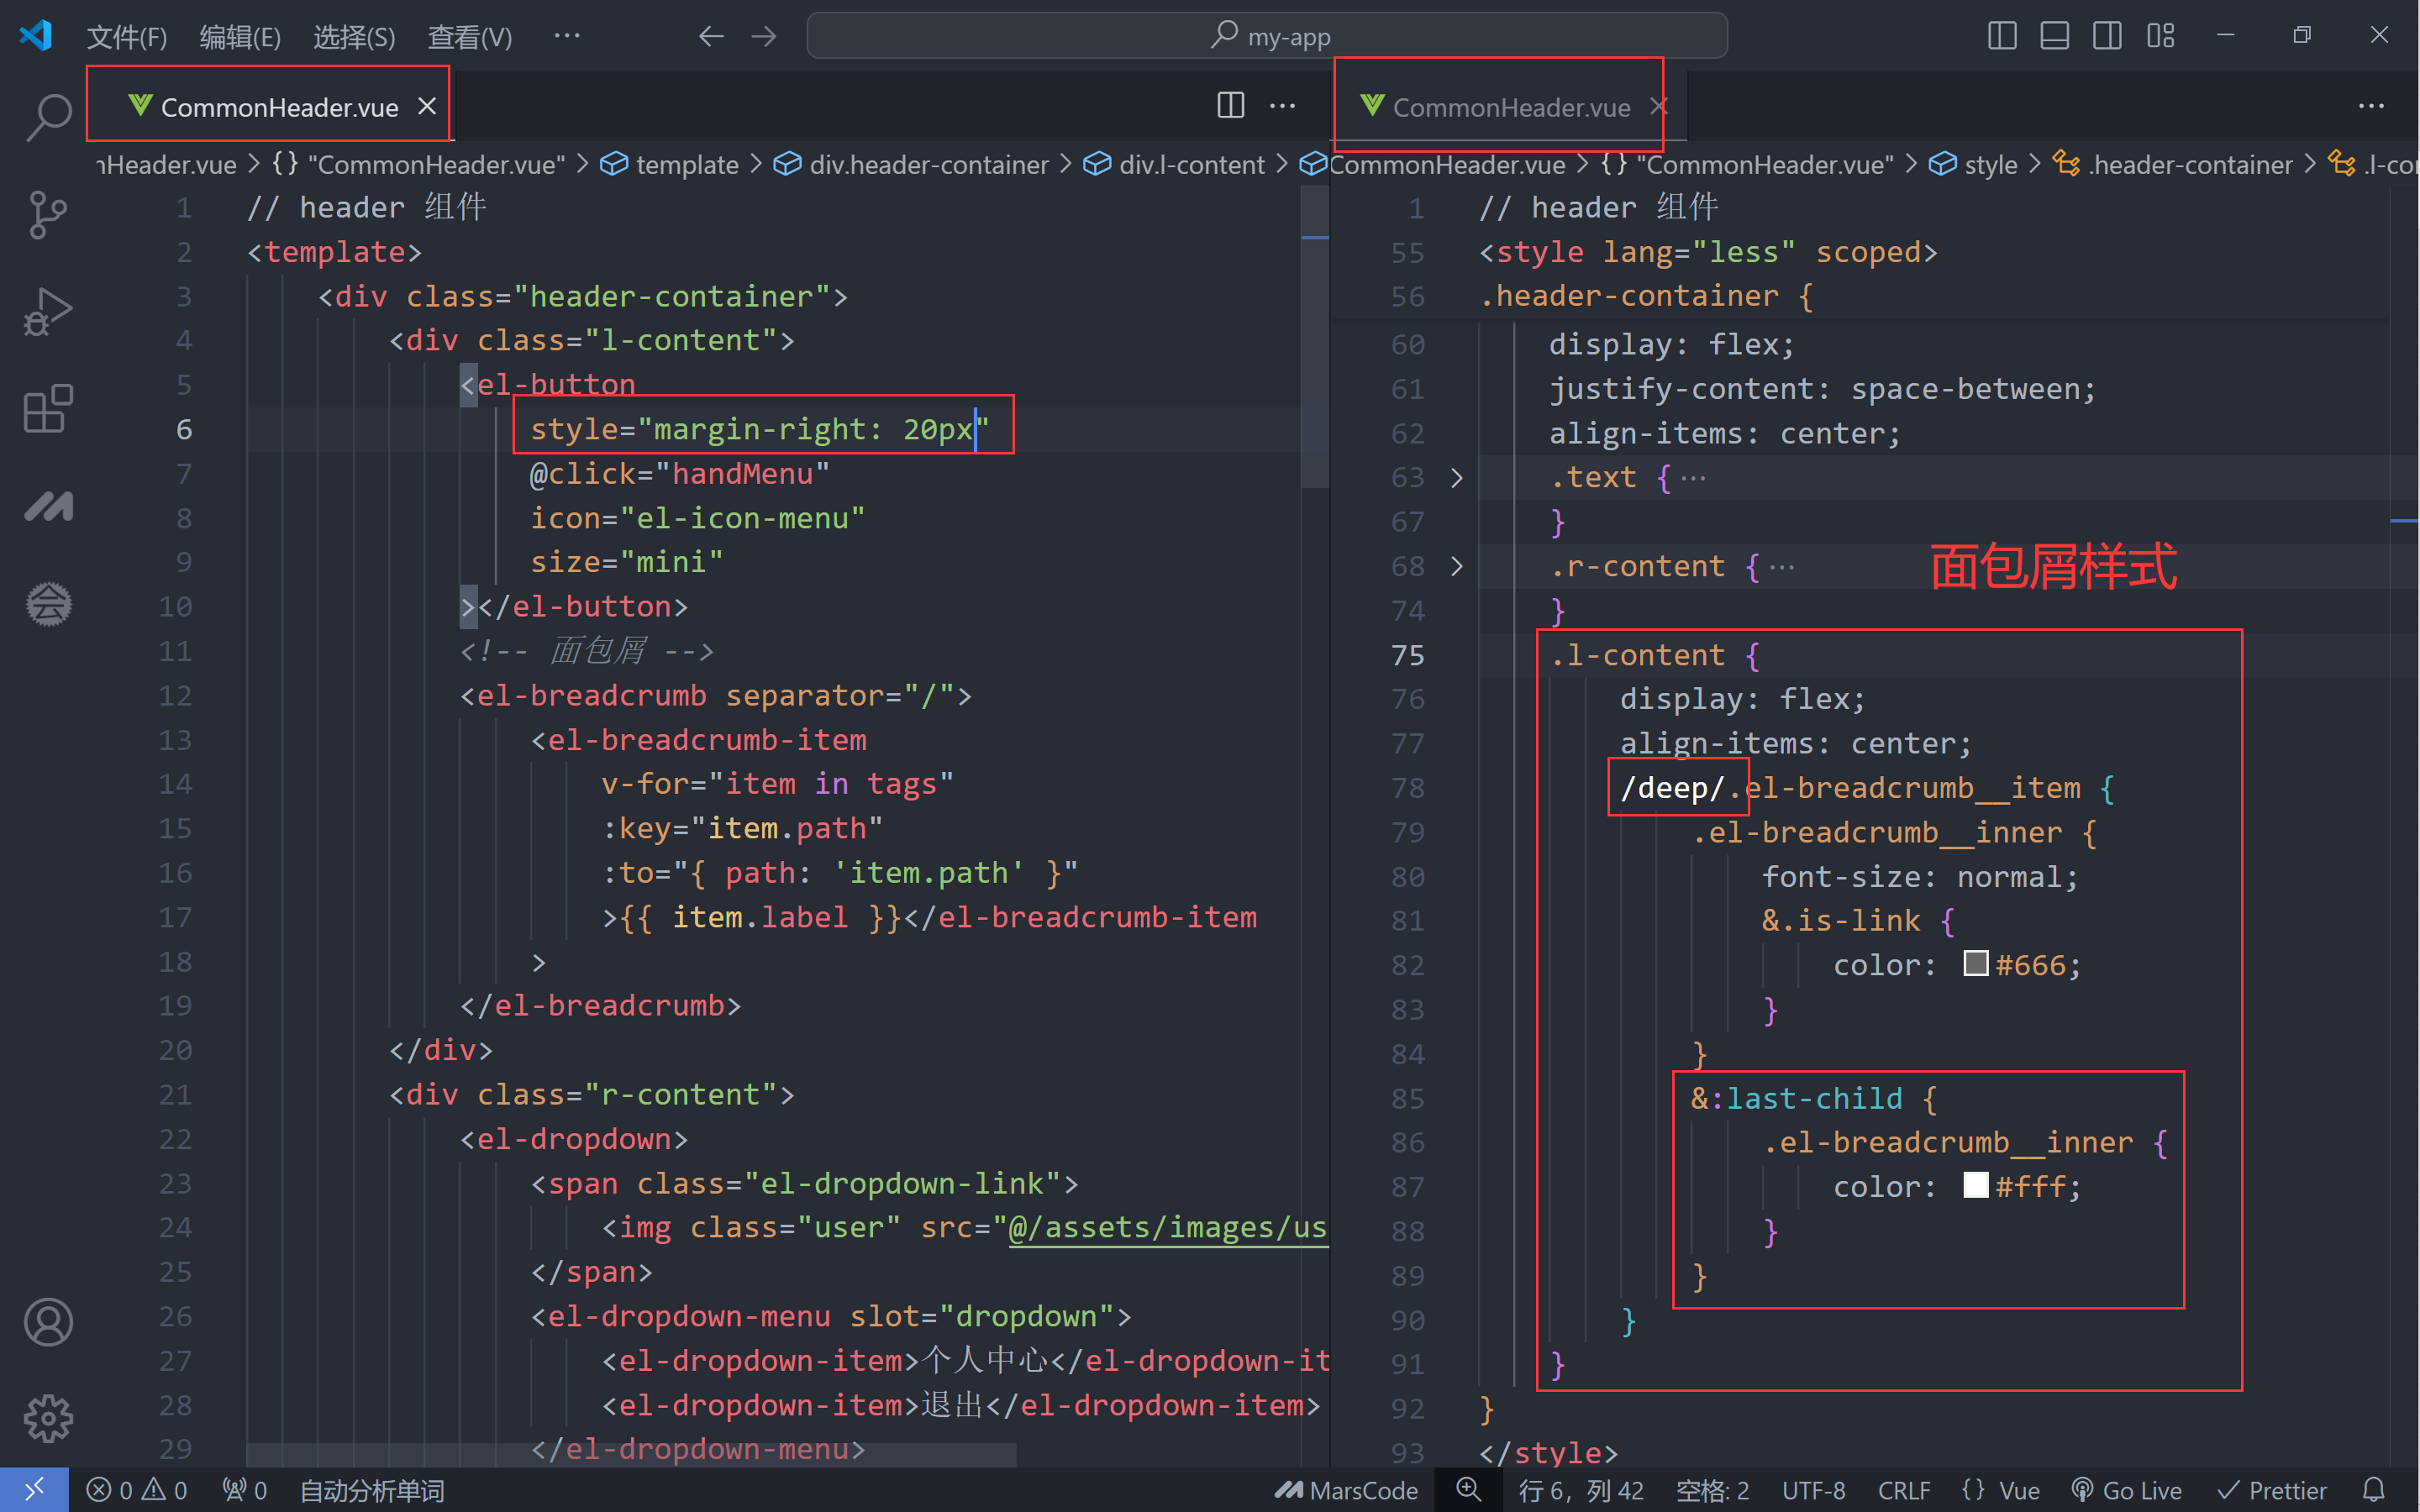 文件(F) 编辑(E) 选择(S) 查看(V) ··· my-app
CommonHeader.vue
nHeader.vue > {} "CommonHeader.vue" > template > div.header-container > div.l-content >
1 // header 组件
2 <template>
3 <div class="header-container">
4 <div class="l-content">
5 <el-button
6 style="margin-right: 20px"
7 @click="handMenu"
8 icon="el-icon-menu"
9 size="mini"
10 ></el-button>
11 <!-- 面包屑 -->
12 <el-breadcrumb separator="/">
13 <el-breadcrumb-item
14 v-for="item in tags"
15 :key="item.path"
16 :to="{ path: 'item.path' }"
17 >{{ item.label }}</el-breadcrumb-item
18 >
19 </el-breadcrumb>
20 </div>
21 <div class="r-content">
22 <el-dropdown>
23 <span class="el-dropdown-link">
24 <img class="user" src="@/assets/images/us
25 </span>
26 <el-dropdown-menu slot="dropdown">
27 <el-dropdown-item>个人中心</el-dropdown-it
28 <el-dropdown-item>退出</el-dropdown-item>
29 </el-dropdown-menu>
CommonHeader.vue
CommonHeader.vue > {} "CommonHeader.vue" > style > .header-container > .l-con
1 // header 组件
55 <style lang="less" scoped>
56 .header-container {
60 display: flex;
61 justify-content: space-between;
62 align-items: center;
63 .text {···
67 }
68 .r-content {···
面包屑样式
74 }
75 .l-content {
76 display: flex;
77 align-items: center;
78 /deep/.el-breadcrumb__item {
79 .el-breadcrumb__inner {
80 font-size: normal;
81 &.is-link {
82 color: #666;
83 }
84 }
85 &:last-child {
86 .el-breadcrumb__inner {
87 color: #fff;
88 }
89 }
90 }
91 }
92 }
93 </style>
0 0 0 自动分析单词 MarsCode 行 6，列 42 空格: 2 UTF-8 CRLF {} Vue Go Live Prettier